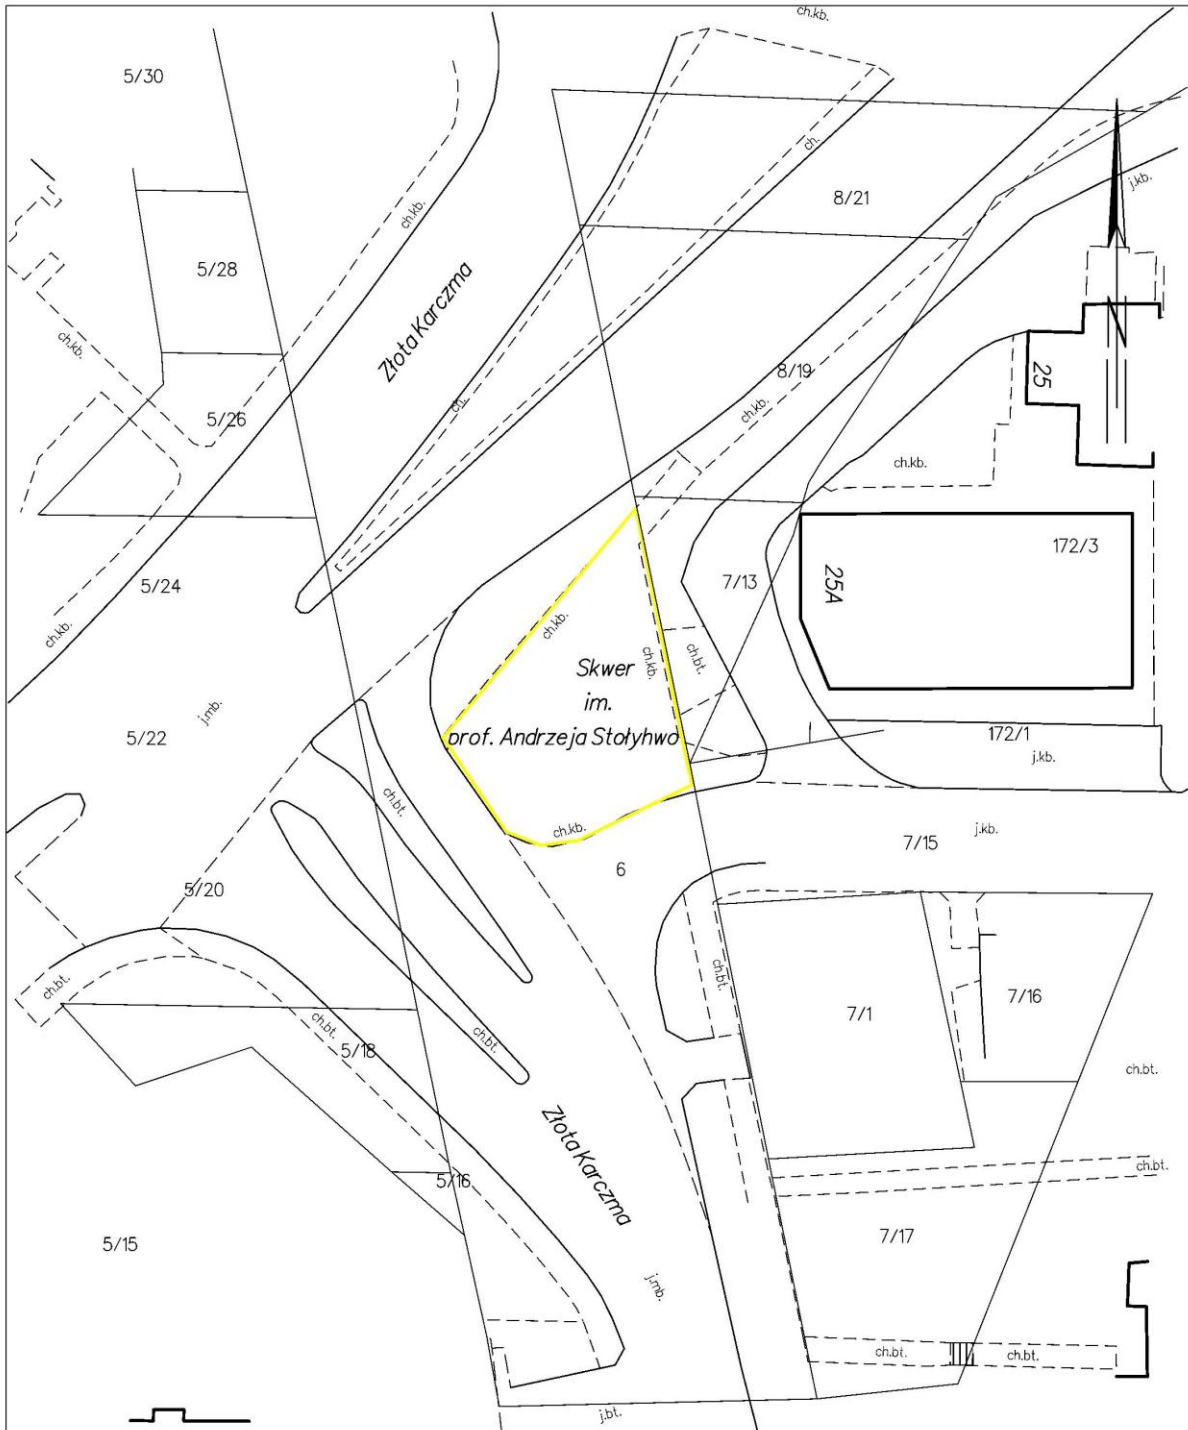 ch.kb.
5/30
ch.
j.kb.
8/21
ch.kb.
5/28
Złota Karczma
ch.kb.
8/19
25
ch.
ch.kb.
5/26
ch.kb.
172/3
5/24
7/13
25A
ch.kb.
ch.kb.
ch.kb.
ch.bt.
Skwer
im.
prof. Andrzeja Stołyhwo
j.mb.
5/22
172/1
j.kb.
ch.bt.
ch.kb.
j.kb.
7/15
6
5/20
ch.bt.
ch.bt.
7/16
7/1
ch.bt.
ch.bt.
5/18
ch.bt.
Złota Karczma
ch.bt.
5/16
7/17
5/15
j.mb.
ch.bt.
ch.bt.
j.bt.